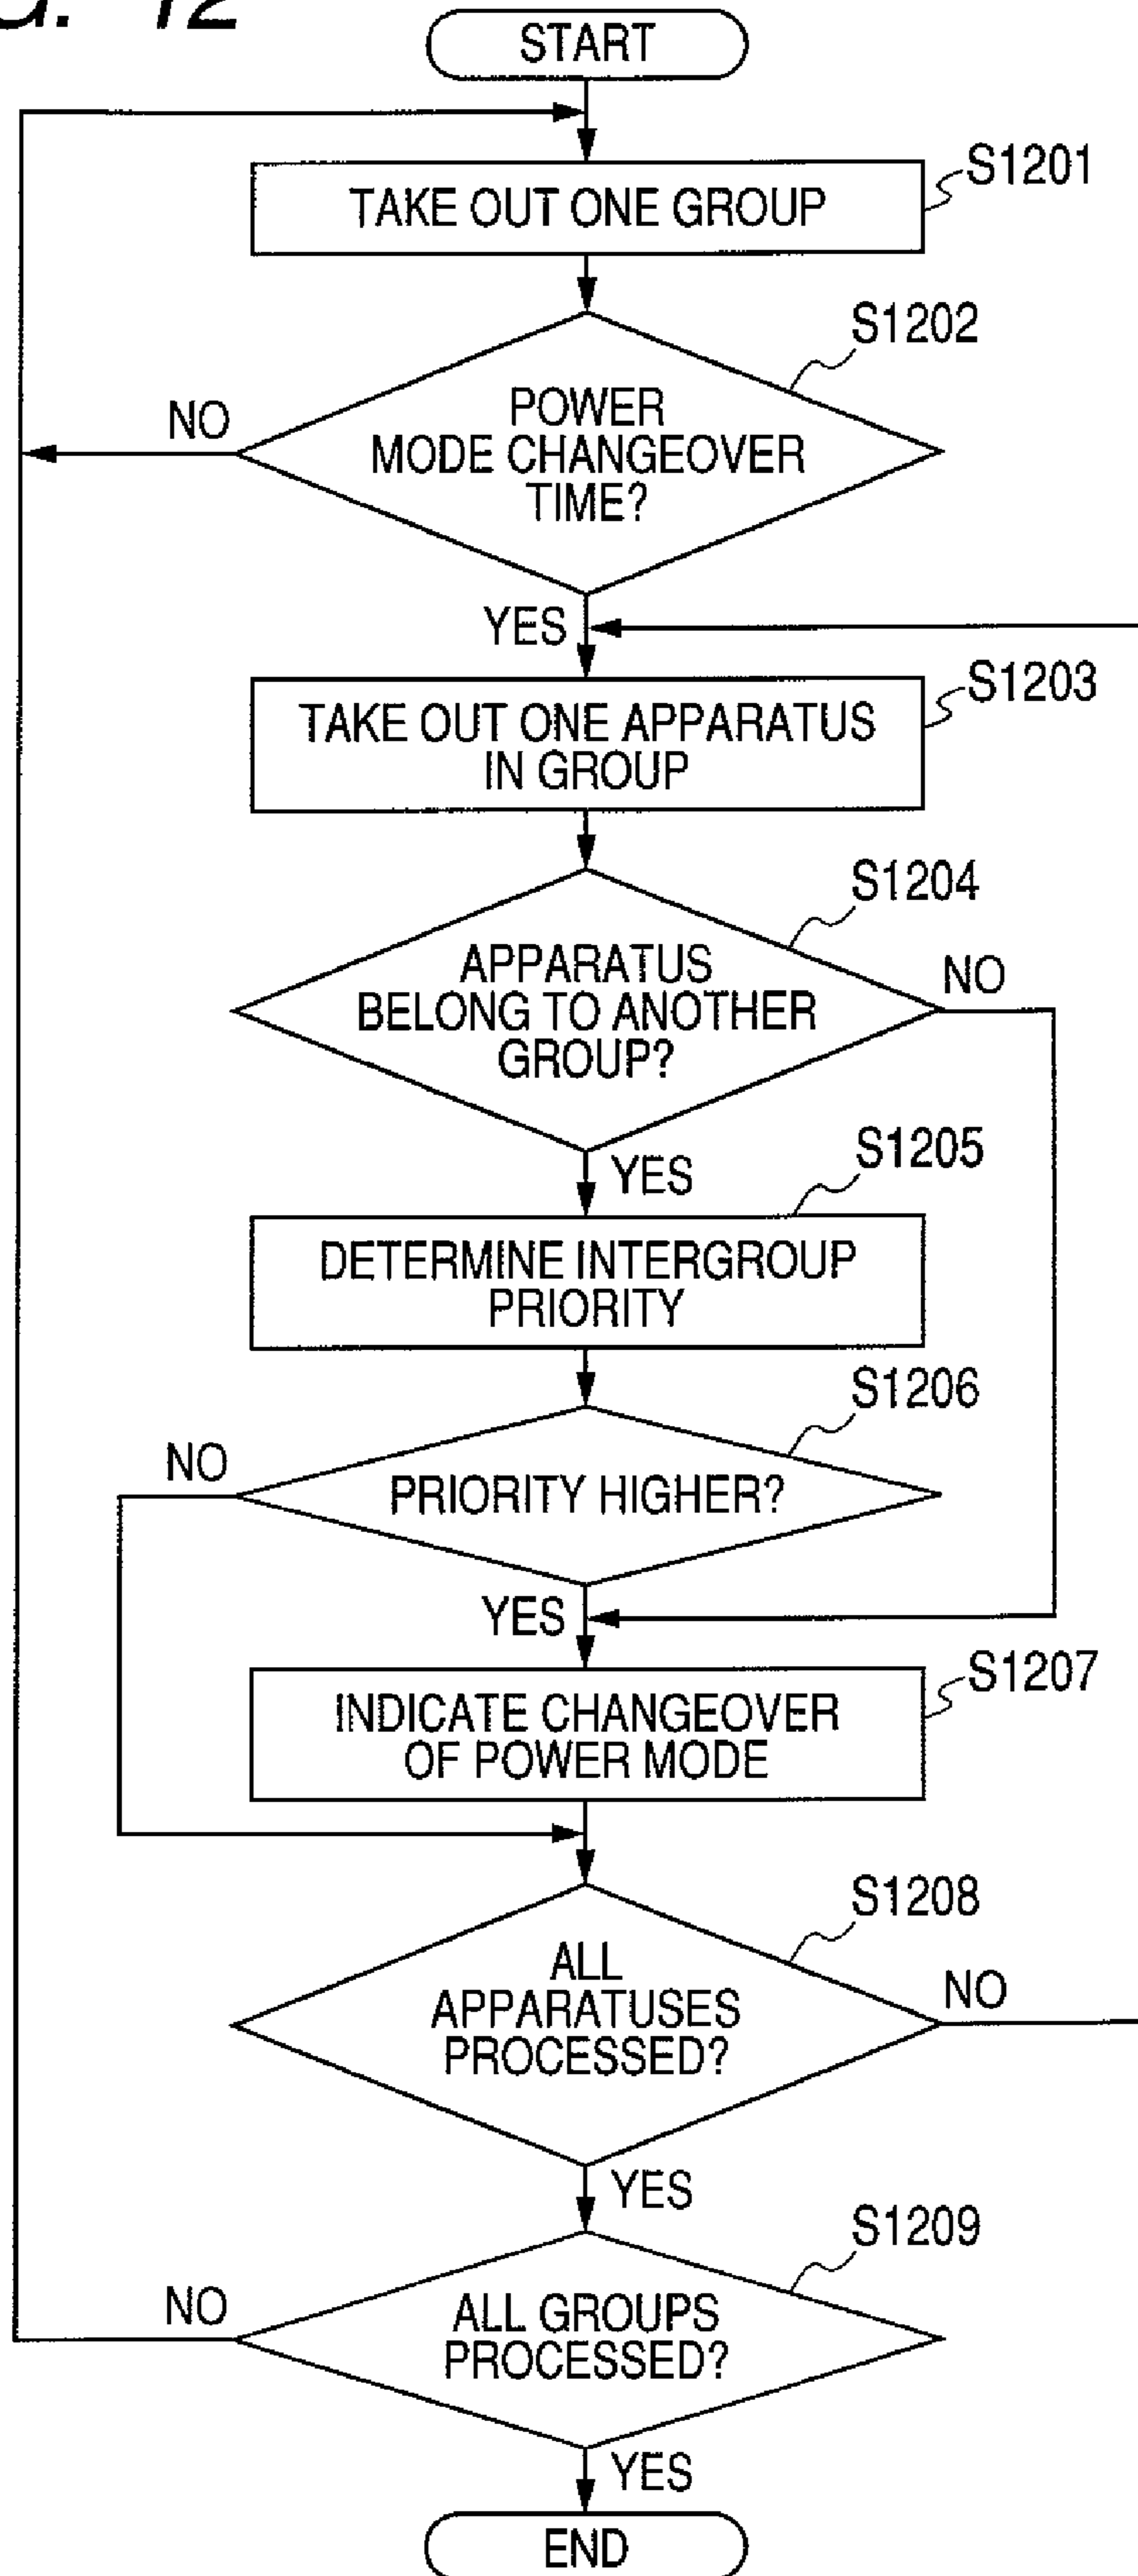 12
START
TAKE OUT ONE GROUP
S1201
S1202
POWER
MODE CHANGEOVER
TIME?
NO
YES
TAKE OUT ONE APPARATUS
IN GROUP
S1203
S1204
APPARATUS
BELONG TO ANOTHER
GROUP?
NO
YES
S1205
DETERMINE INTERGROUP
PRIORITY
S1206
NO
PRIORITY HIGHER?
YES
S1207
INDICATE CHANGEOVER
OF POWER MODE
S1208
ALL
APPARATUSES
PROCESSED?
NO
YES
S1209
NO
ALL GROUPS
PROCESSED?
YES
END